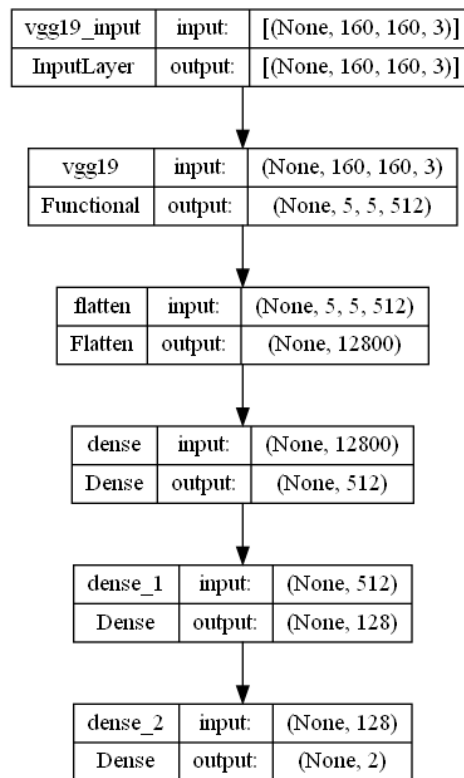 vgg19_input input: [(None, 160, 160, 3)]
InputLayer output: [(None, 160, 160, 3)]
vgg19 input: (None, 160, 160, 3)
Functional output: (None, 5, 5, 512)
flatten input: (None, 5, 5, 512)
Flatten output: (None, 12800)
dense input: (None, 12800)
Dense output: (None, 512)
dense_1 input: (None, 512)
Dense output: (None, 128)
dense_2 input: (None, 128)
Dense output: (None, 2)